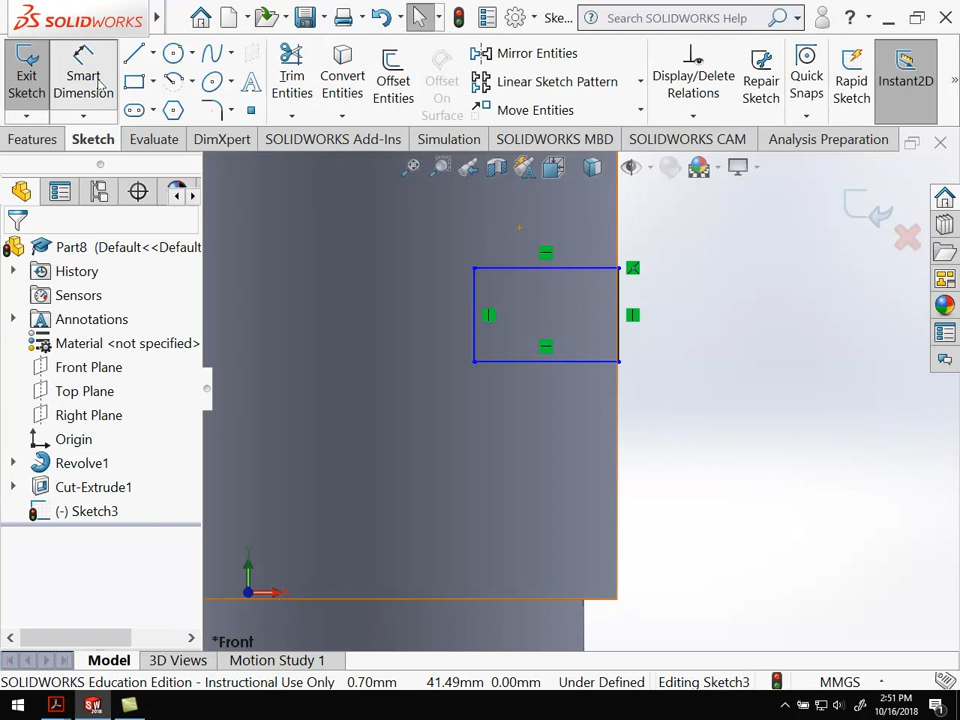 SOLIDWORKS
Ske...
Search SOLIDWORKS Help
?
Exit Sketch
Smart Dimension
Trim Entities
Convert Entities
Offset Entities
Offset On Surface
Mirror Entities
Linear Sketch Pattern
Move Entities
Display/Delete Relations
Repair Sketch
Quick Snaps
Rapid Sketch
Instant2D
Features
Sketch
Evaluate
DimXpert
SOLIDWORKS Add-Ins
Simulation
SOLIDWORKS MBD
SOLIDWORKS CAM
Analysis Preparation
Part8 (Default<<Default
History
Sensors
Annotations
Material <not specified>
Front Plane
Top Plane
Right Plane
Origin
Revolve1
Cut-Extrude1
(-) Sketch3
Y
X
*Front
Model
3D Views
Motion Study 1
SOLIDWORKS Education Edition - Instructional Use Only
0.70mm
41.49mm
0.00mm
Under Defined
Editing Sketch3
MMGS
2:51 PM
10/16/2018